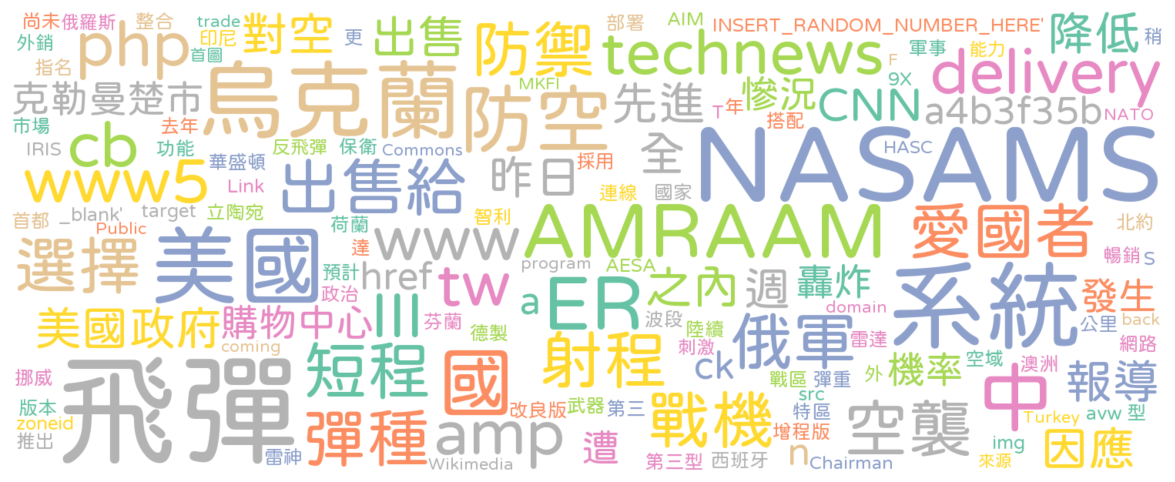 尚未 俄羅斯 整合 trade 對空 出售 防禦 部署 AIM INSERT_RANDOM_NUMBER_HERE' 降低 稍
外銷 php 印尼 首圖 更 technews 軍事 F 能力
指名 MKFI 9X delivery
克勒曼楚市 烏克蘭 防空 先進 T 年 慘況 CNN a4b3f35b NATO
市場 去年 搭配
IRIS cb 功能 反飛彈 保衛 Commons 昨日 採用 全 NASAMS HASC
www5 華盛頓 Link 出售給 連線 國家
首都 _blank' target 立陶宛 荷蘭 智利 AMRAAM 愛國者 北約
Public 達 www
選擇 美國 預計 href program AESA 之內 週 轟炸 系統 暢銷 S
政治 III tw a ER 波段 domain 發生
美國政府 購物中心 芬蘭 德製 陸續 俄軍 雷達 公里 back
coming 刺激 網路
挪威 飛彈 短程 國 射程 ck 戰區 彈重 外 機率 空域 澳洲 中 報導
版本 src
zoneid 彈種 amp 改良版 武器 第三 戰機 特區 空襲 Turkey avw 型
推出 遭 增程版 因應
雷神 Wikimedia 第三型 西班牙 n Chairman img 來源